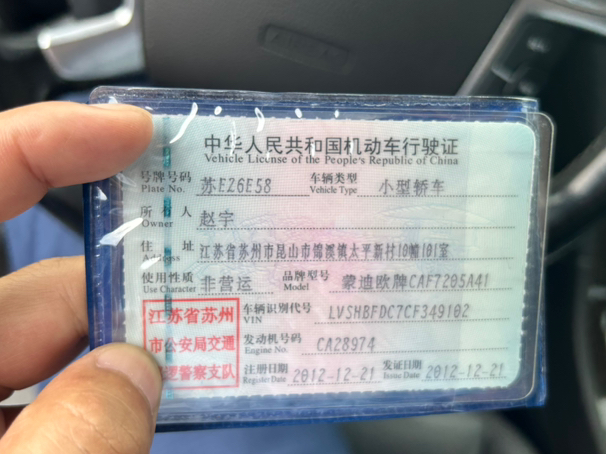 中华人民共和国机动车行驶证
Vehicle License of the People's Republic of China
号牌号码 Plate No. 苏E26E58 车辆类型 Vehicle Type 小型轿车
所有人 Owner 赵宇
住址 Address 江苏省苏州市昆山市锦溪镇太平新村10幢101室
使用性质 Use Character 非营运 品牌型号 Model 蒙迪欧牌CAF7205A41
江苏省苏州
市公安局交通
警察支队
车辆识别代号 VIN LVSHBFDC7CF349102
发动机号码 Engine No. CA28974
注册日期 Register Date 2012-12-21 发证日期 Issue Date 2012-12-21